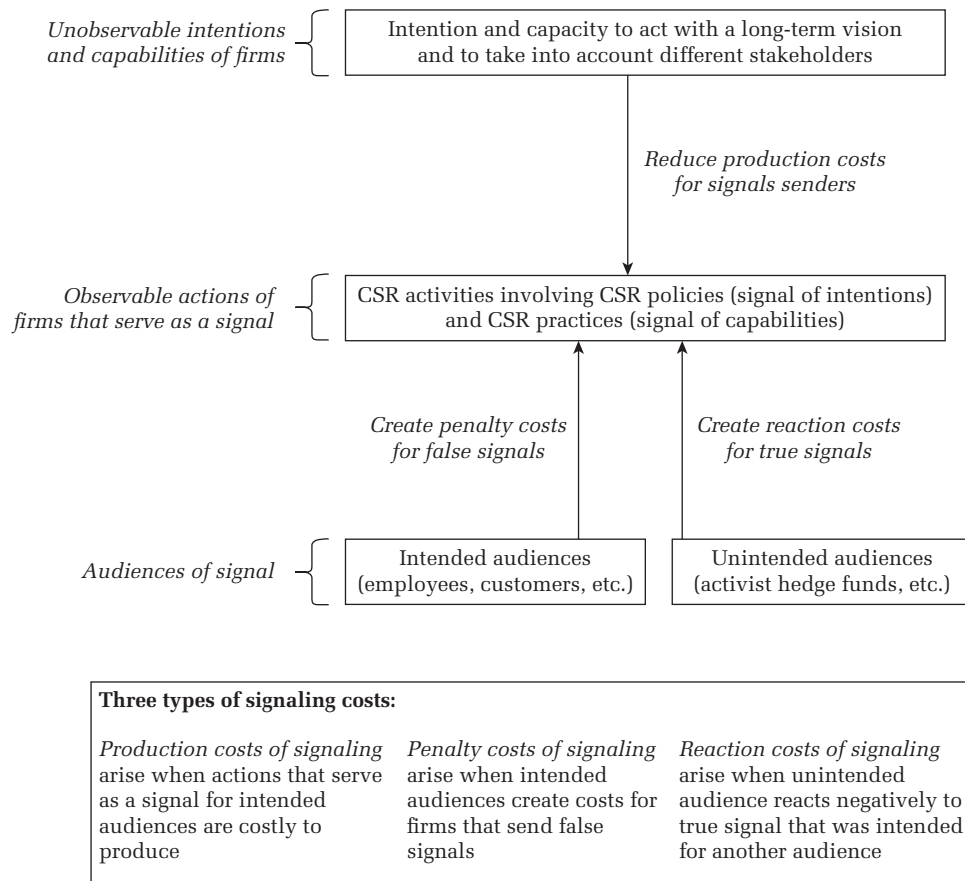 Unobservable intentions
and capabilities of firms
Intention and capacity to act with a long-term vision
and to take into account different stakeholders
Reduce production costs
for signals senders
Observable actions of
firms that serve as a signal
CSR activities involving CSR policies (signal of intentions)
and CSR practices (signal of capabilities)
Create penalty costs
for false signals
Create reaction costs
for true signals
Audiences of signal
Intended audiences
(employees, customers, etc.)
Unintended audiences
(activist hedge funds, etc.)
Three types of signaling costs:
Production costs of signaling
arise when actions that serve
as a signal for intended
audiences are costly to
produce
Penalty costs of signaling
arise when intended
audiences create costs for
firms that send false
signals
Reaction costs of signaling
arise when unintended
audience reacts negatively to
true signal that was intended
for another audience